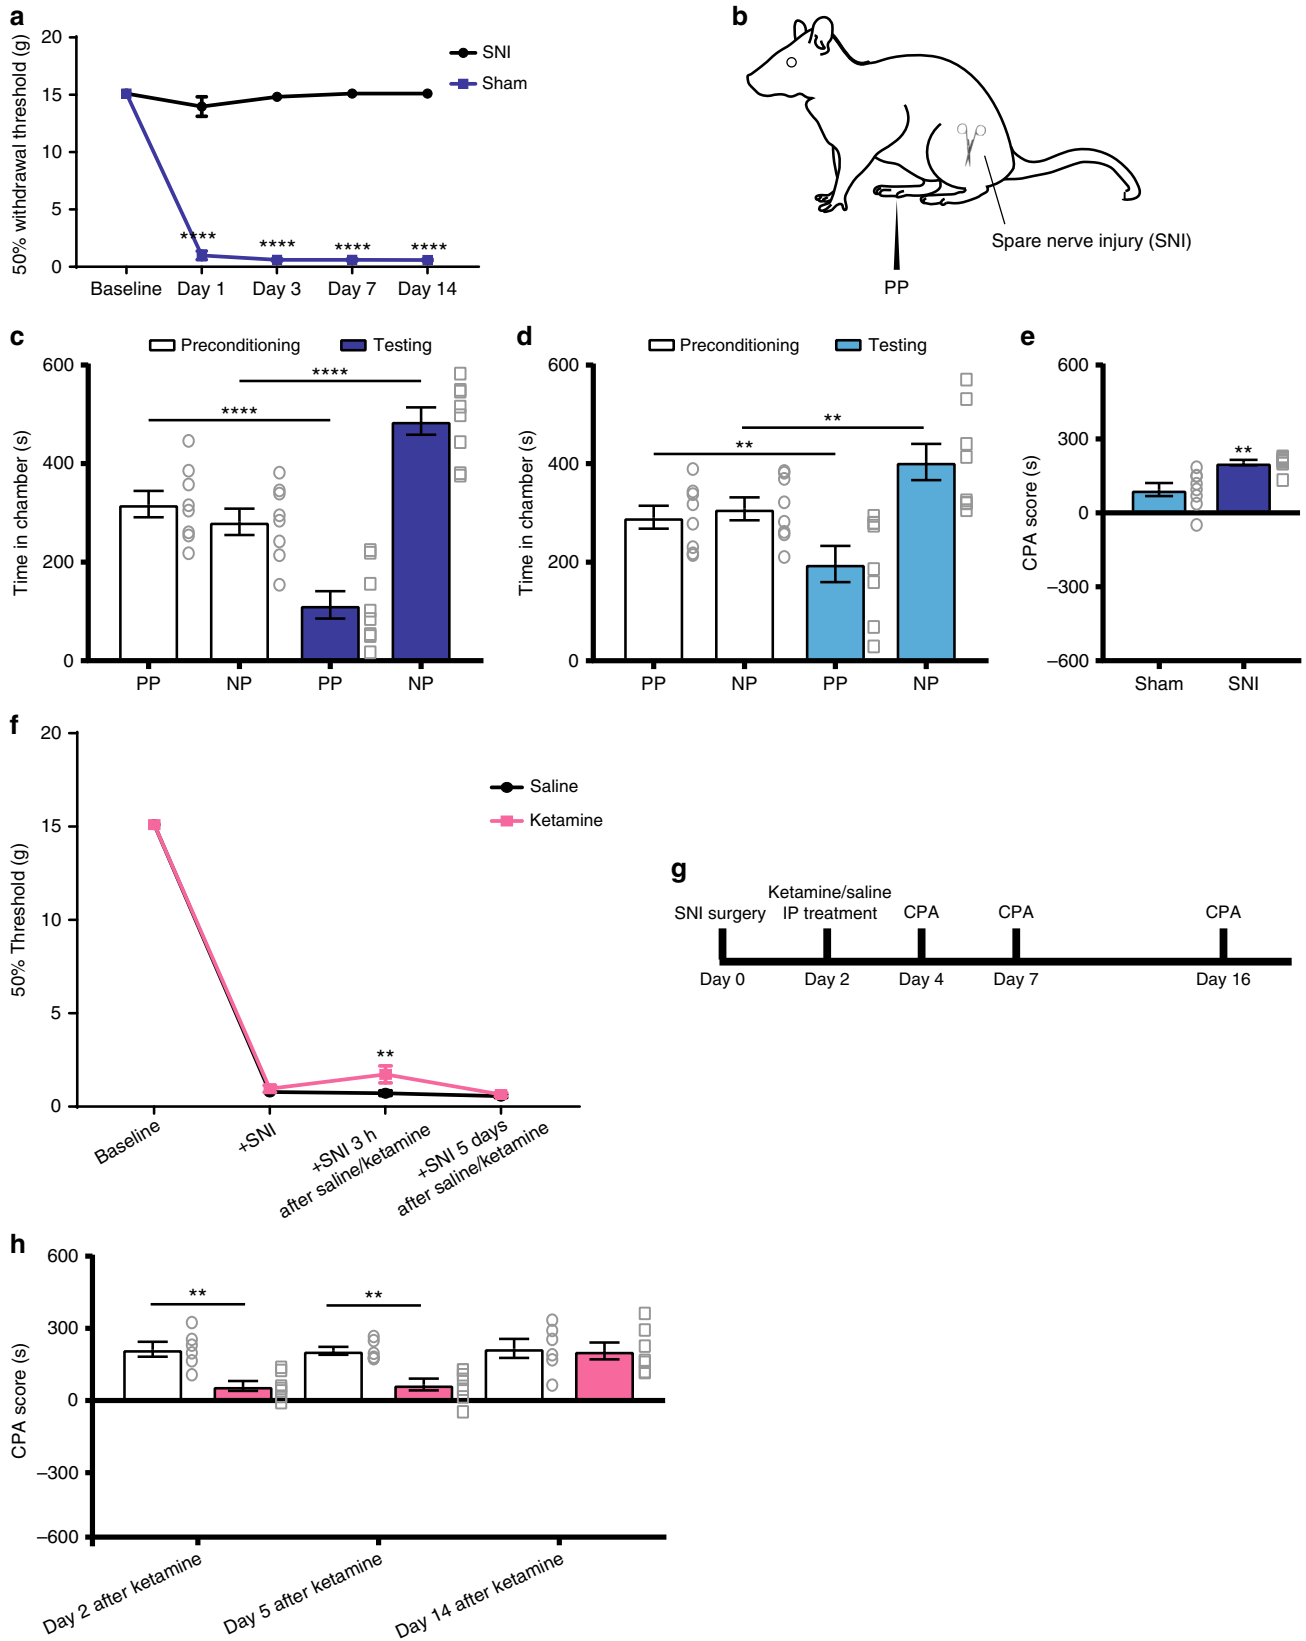 a
20
15
10
5
0
50% withdrawal threshold (g)
SNI
Sham
**** **** **** ****
Baseline Day 1 Day 3 Day 7 Day 14
b
Spare nerve injury (SNI)
PP
c
Preconditioning Testing
600
400
200
0
Time in chamber (s)
****
****
PP NP PP NP
d
Preconditioning Testing
600
400
200
0
Time in chamber (s)
**
**
PP NP PP NP
e
600
300
0
−300
−600
CPA score (s)
**
Sham SNI
f
20
15
10
5
0
50% Threshold (g)
Saline
Ketamine
**
Baseline
+SNI
+SNI 3 h
after saline/ketamine
+SNI 5 days
after saline/ketamine
g
SNI surgery
Ketamine/saline
IP treatment
CPA CPA CPA
Day 0 Day 2 Day 4 Day 7 Day 16
h
600
300
0
−300
−600
CPA score (s)
** **
Day 2 after ketamine
Day 5 after ketamine
Day 14 after ketamine